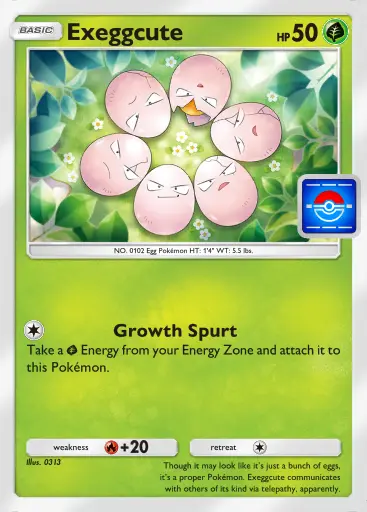 BASIC
Exeggcute
HP 50
NO. 0102 Egg Pokémon HT: 1'4" WT: 5.5 lbs.
Growth Spurt
Take a Energy from your Energy Zone and attach it to
this Pokémon.
weakness +20
retreat
Illus. 0313
Though it may look like it's just a bunch of eggs,
it's a proper Pokémon. Exeggcute communicates
with others of its kind via telepathy, apparently.